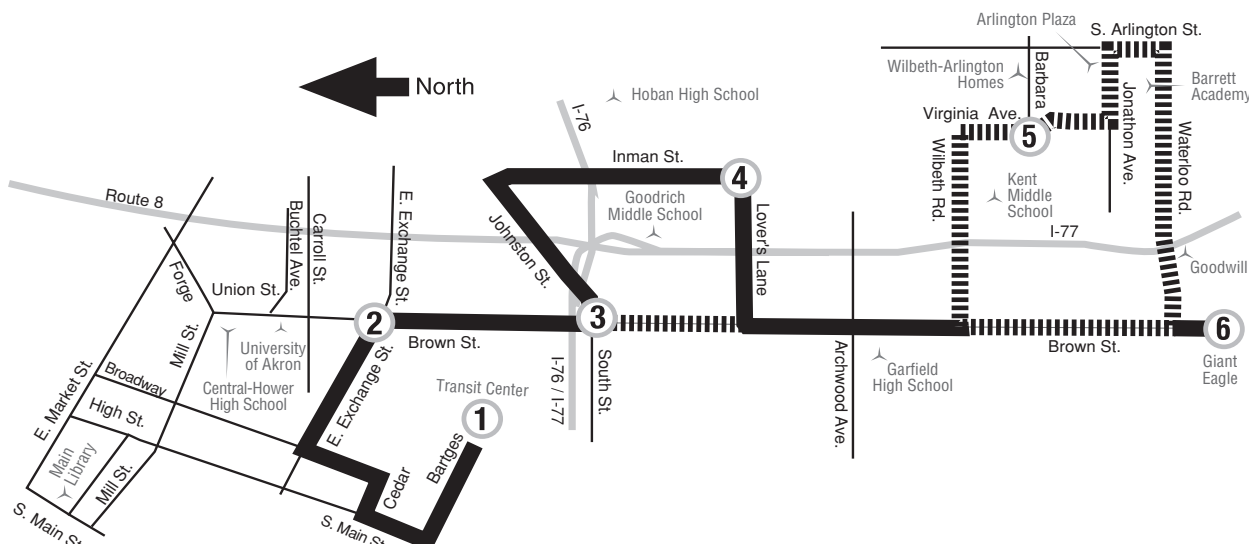 Arlington Plaza
S. Arlington St.
Wilbeth-Arlington
Homes
Barbara
Barrett
Academy
North
Hoban High School
I-76
Virginia Ave.
5
Jonathon Ave.
Waterloo Rd.
Wilbeth Rd.
Inman St.
4
Kent
Middle
School
Goodrich
Middle School
Route 8
E. Exchange St.
Carroll St.
Buchtel Ave.
Johnston St.
Lover's Lane
I-77
Goodwill
Forge
Union St.
2
3
6
Brown St.
Brown St.
Giant
Eagle
Mill St.
University
of Akron
Central-Hower
High School
E. Exchange St.
Transit Center
1
I-76 / I-77
South St.
Archwood Ave.
Garfield
High School
E. Market St.
Broadway
High St.
Main
Library
Mill St.
Cedar
Bartges
S. Main St.
S. Main St.